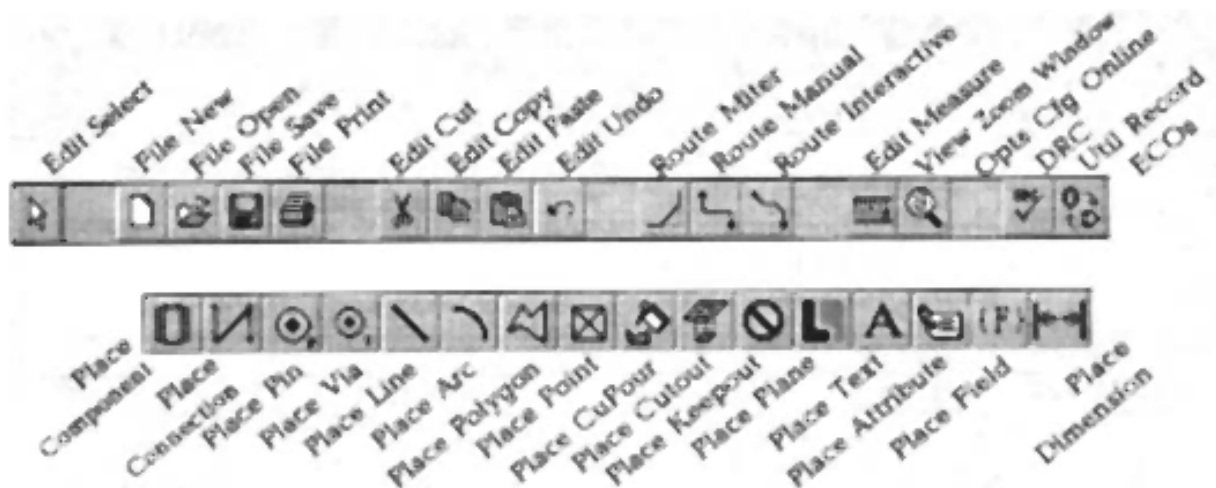 Edit Select
File New
File Open
File Save
File Print
Edit Cut
Edit Copy
Edit Paste
Edit Undo
Route Miter
Route Manual
Route Interactive
Edit Measure
View Zoom Window
Opts Cfg Online
DRC
Util Record
ECOs
A
{F}
Place
Component
Place
Connection
Place Pin
Place Via
Place Line
Place Arc
Place Polygon
Place Point
Place CuPour
Place Cutout
Place Keepout
Place Plane
Place Text
Place Attribute
Place Field
Place
Dimension